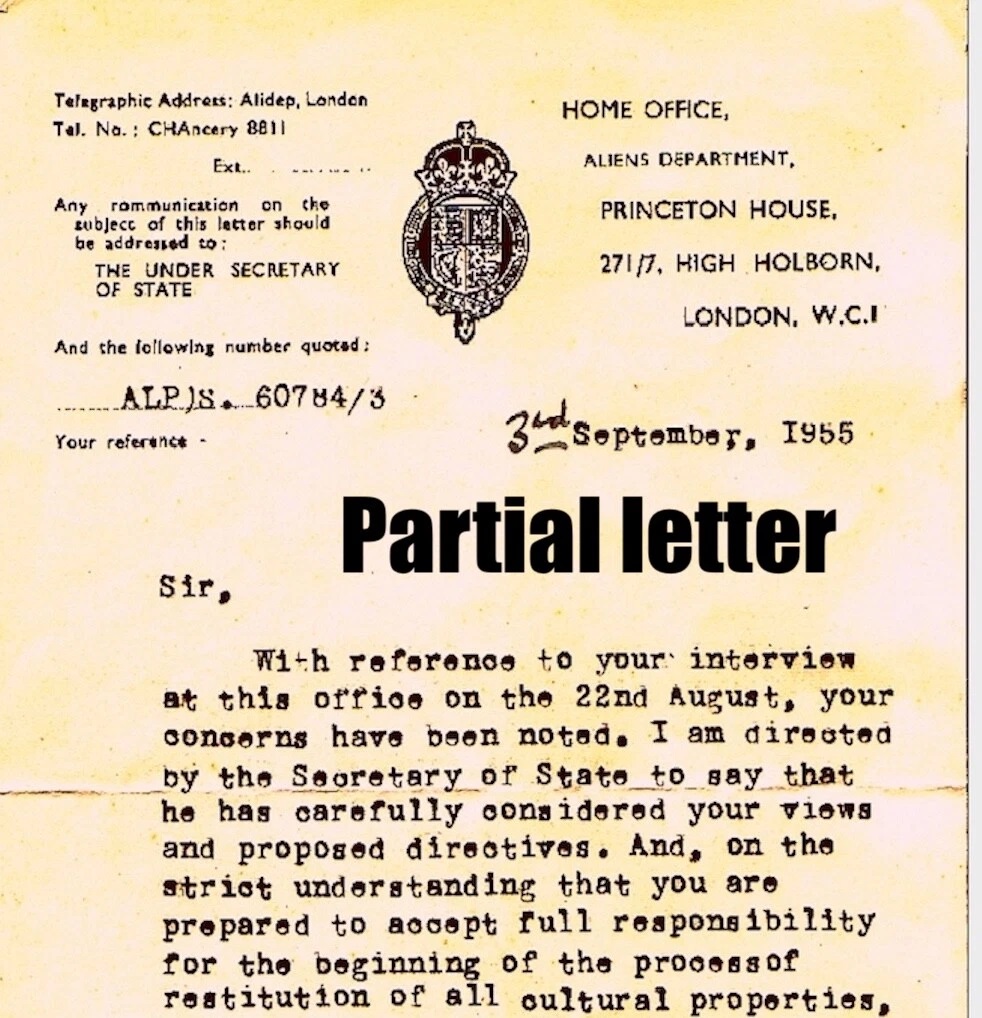 Telegraphic Address: Alidep, London
Tel. No.: CHAncery 8811
Ext.
Any communication on the
subject of this letter should
be addressed to:
THE UNDER SECRETARY
OF STATE
And the following number quoted:
ALP)S. 60784/3
Your reference -
HOME OFFICE,
ALIENS DEPARTMENT,
PRINCETON HOUSE,
271/7, HIGH HOLBORN,
LONDON, W.C.1
3rd September, 1955
Partial letter
Sir,
With reference to your interview
at this office on the 22nd August, your
concerns have been noted. I am directed
by the Secretary of State to say that
he has carefully considered your views
and proposed directives. And, on the
strict understanding that you are
prepared to accept full responsibility
for the beginning of the processof
restitution of all cultural properties,